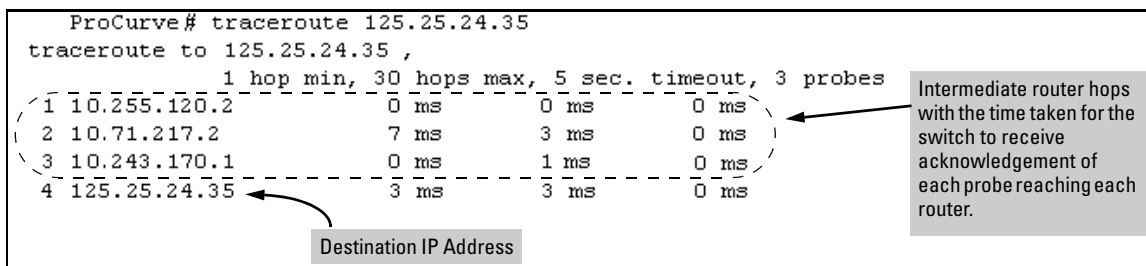 ProCurve# traceroute 125.25.24.35
traceroute to 125.25.24.35 ,
1 hop min, 30 hops max, 5 sec. timeout, 3 probes
1 10.255.120.2 0 ms 0 ms 0 ms
2 10.71.217.2 7 ms 3 ms 0 ms
3 10.243.170.1 0 ms 1 ms 0 ms
4 125.25.24.35 3 ms 3 ms 0 ms
Intermediate router hops
with the time taken for the
switch to receive
acknowledgement of
each probe reaching each
router.
Destination IP Address